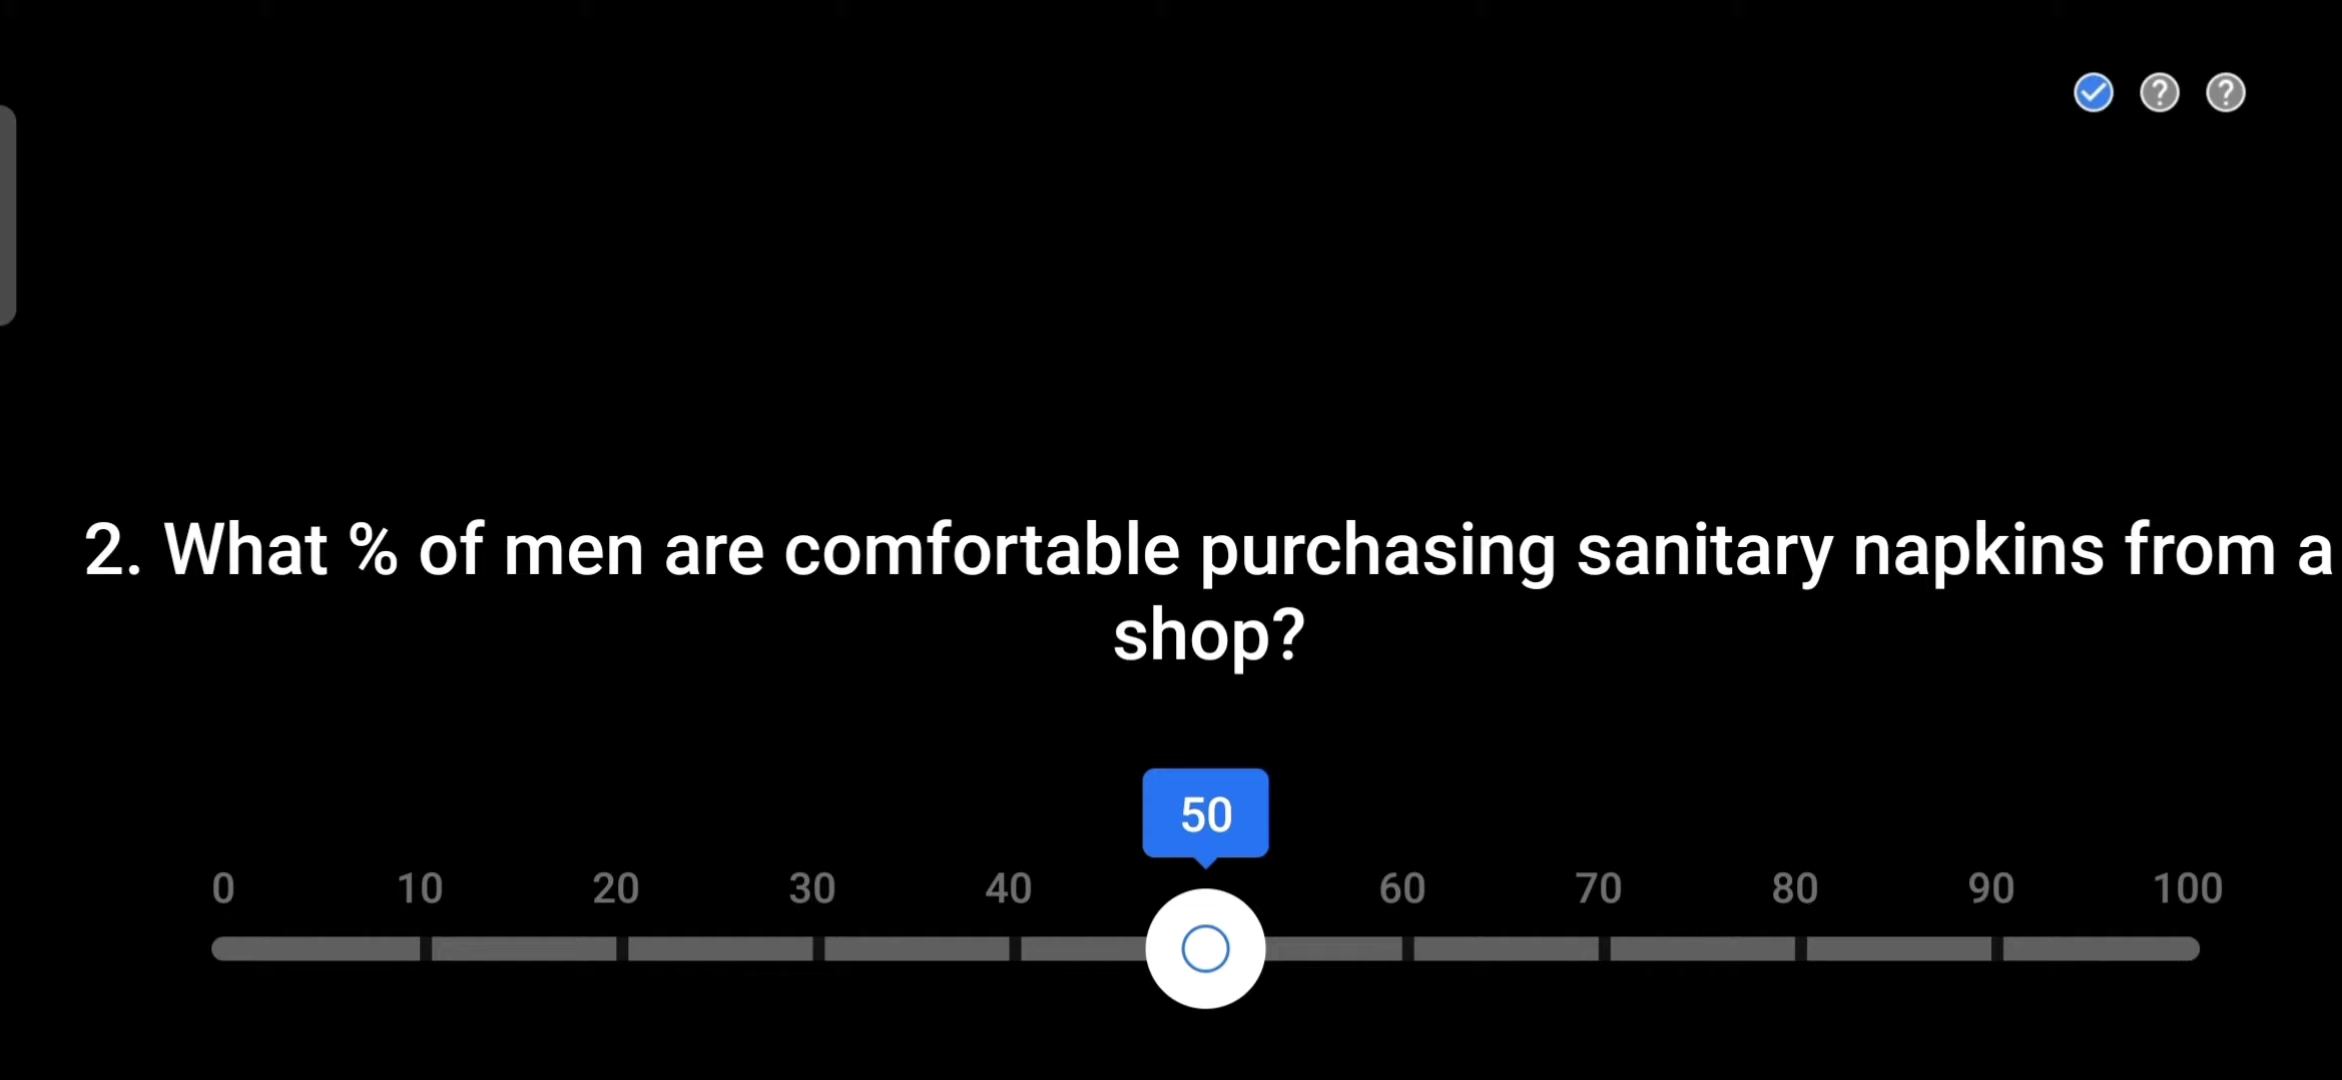 ? ?
2. What % of men are comfortable purchasing sanitary napkins from a
shop?
50
0 10 20 30 40 60 70 80 90 100